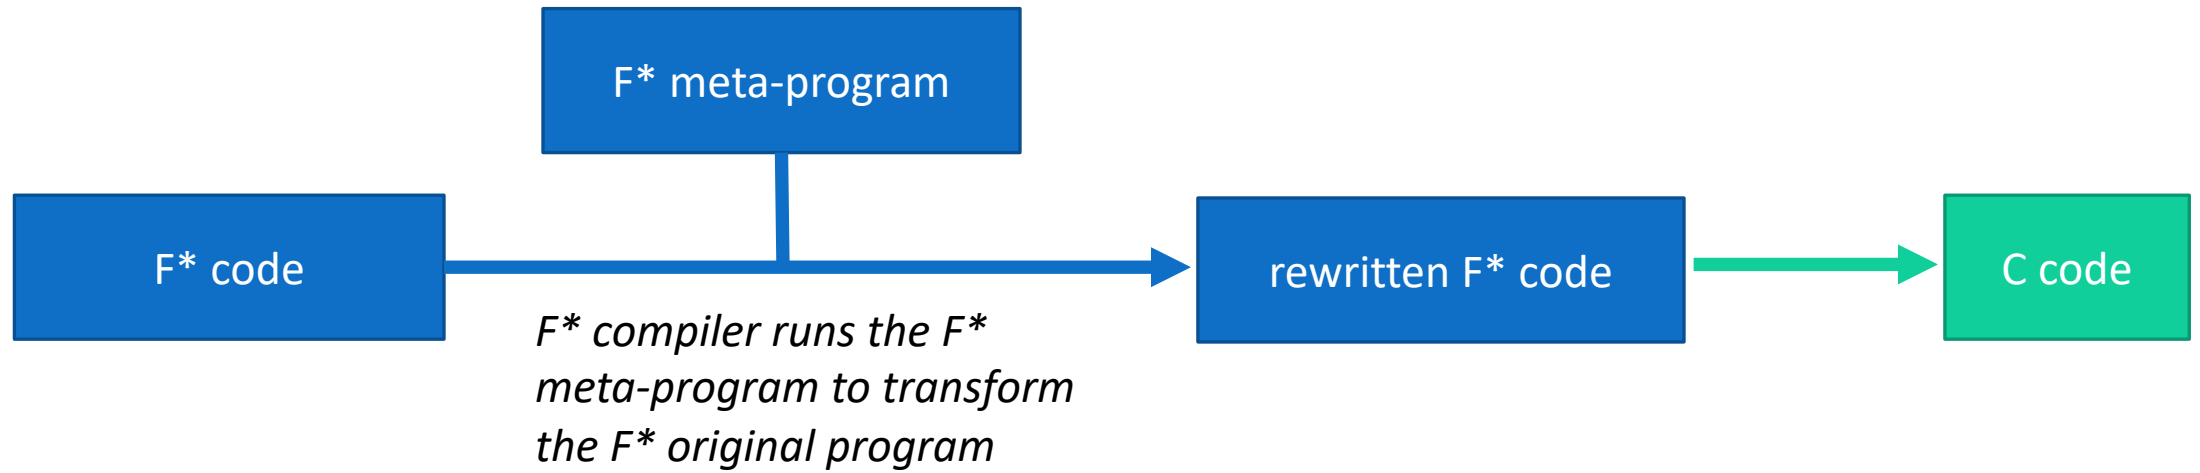 F* meta-program
F* code
rewritten F* code
C code
F* compiler runs the F*
meta-program to transform
the F* original program